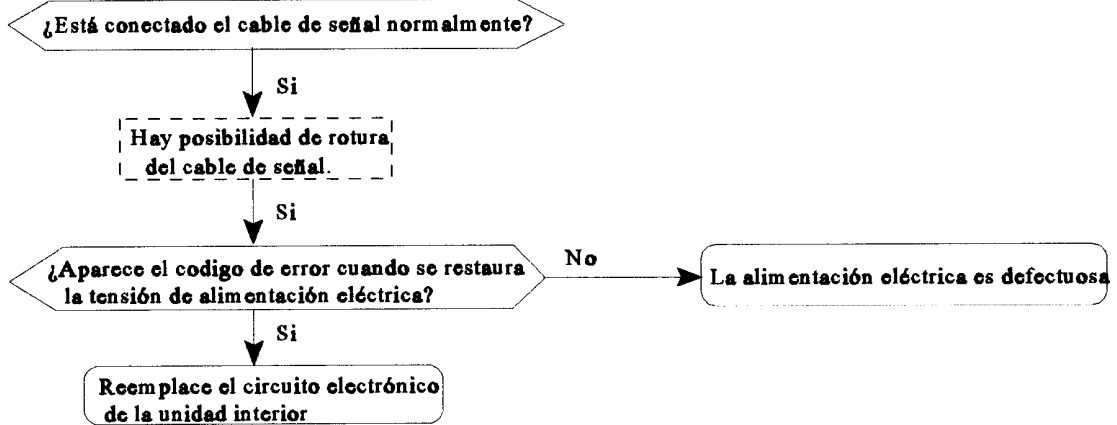 ¿Está conectado el cable de señal normalmente?
Si
Hay posibilidad de rotura
del cable de señal.
Si
¿Aparece el codigo de error cuando se restaura
la tensión de alimentación eléctrica?
No
La alimentación eléctrica es defectuosa
Si
Reemplace el circuito electrónico
de la unidad interior